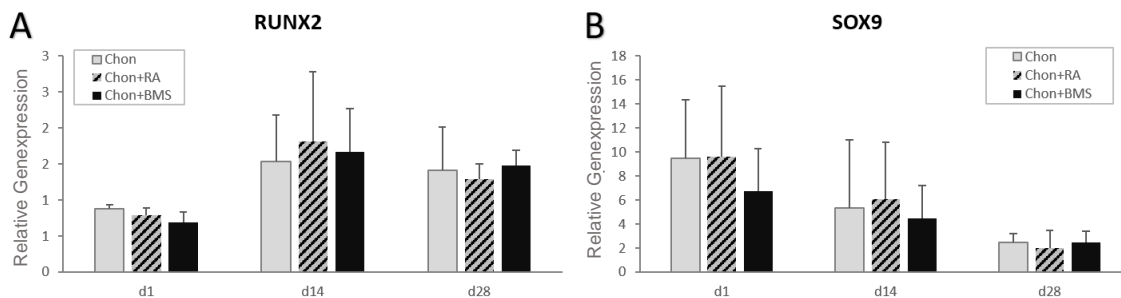 A
RUNX2
Chon
Chon+RA
Chon+BMS
Relative Genexpression
3
3
2
2
1
1
0
d1
d14
d28
B
SOX9
Chon
Chon+RA
Chon+BMS
Relative Genexpression
18
16
14
12
10
8
6
4
2
0
d1
d14
d28